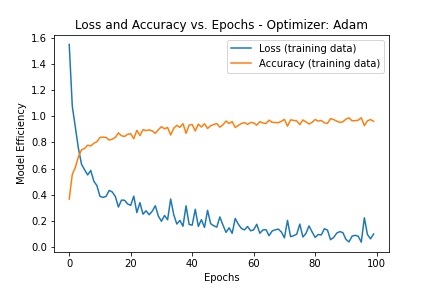 Loss and Accuracy vs. Epochs - Optimizer: Adam
1.6
1.4
1.2
1.0
0.8
0.6
0.4
0.2
0.0
Model Efficiency
Loss (training data)
Accuracy (training data)
0 20 40 60 80 100
Epochs